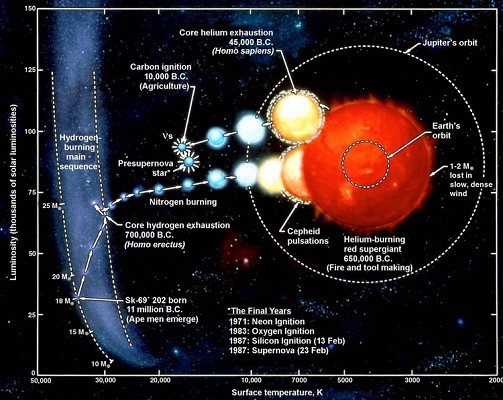 150
Core helium exhaustion
45,000 B.C.
(Homo sapiens)
Jupiter's orbit
125
Carbon ignition
10,000 B.C.
(Agriculture)
100
Hydrogen-
burning
main
sequence
νs
Presupernova
star
Earth's
orbit
1-2 M⊙
lost in
slow, dense
wind
75
Nitrogen burning
25 M⊙
Core hydrogen exhaustion
700,000 B.C.
(Homo erectus)
Cepheid
pulsations
Helium-burning
red supergiant
650,000 B.C.
(Fire and tool making)
50
20 M⊙
18 M⊙
Sk-69° 202 born
11 million B.C.
(Ape men emerge)
25
15 M⊙
10 M⊙
"The Final Years
1971: Neon Ignition
1983: Oxygen Ignition
1987: Silicon Ignition (13 Feb)
1987: Supernova (23 Feb)
0
50,000 30,000 20,000 10,000 7000 5000 3000 2000
Surface temperature, K
Luminosity (thousands of solar luminosities)